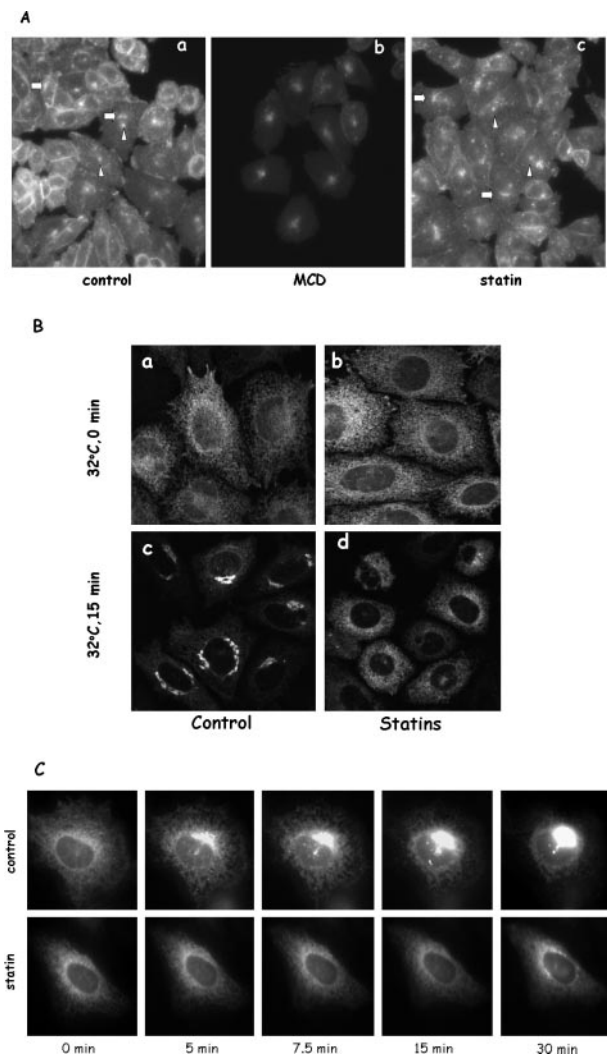 A
a b c
control MCD statin
B
a b
32°C, 0 min
c d
32°C, 15 min
Control Statins
C
control
statin
0 min 5 min 7.5 min 15 min 30 min